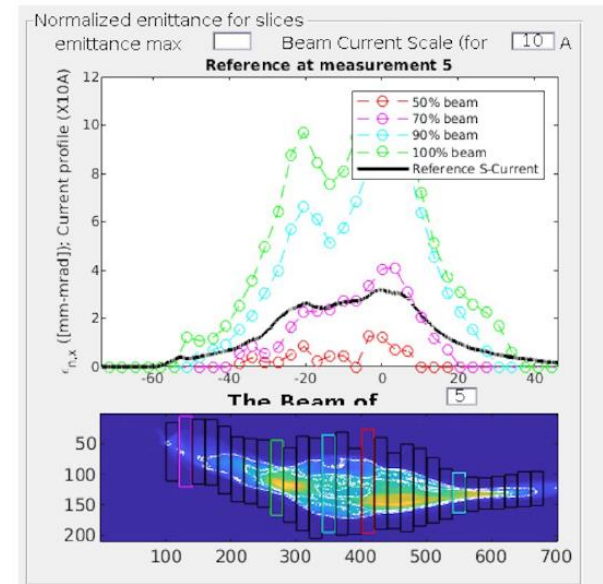 Normalized emittance for slices
emittance max Beam Current Scale (for 10 A
Reference at measurement 5
12
10
8
6
4
2
0
50% beam
70% beam
90% beam
100% beam
Reference S-Current
ϵn,x ([mm-mrad]); Current profile (X10A)
-60 -40 -20 0 20 40
The Beam of 5
50
100
150
200
100 200 300 400 500 600 700